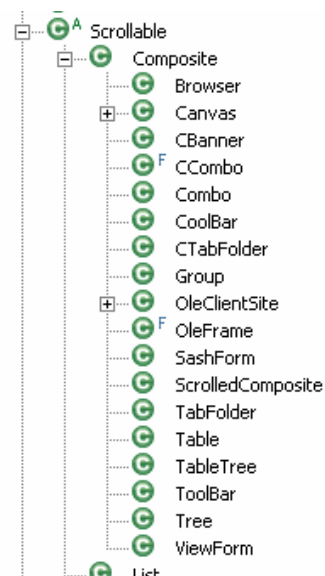 A Scrollable
Composite
Browser
Canvas
CBanner
F CCombo
Combo
CoolBar
CTabFolder
Group
OleClientSite
F OleFrame
SashForm
ScrolledComposite
TabFolder
Table
TableTree
ToolBar
Tree
ViewForm
List